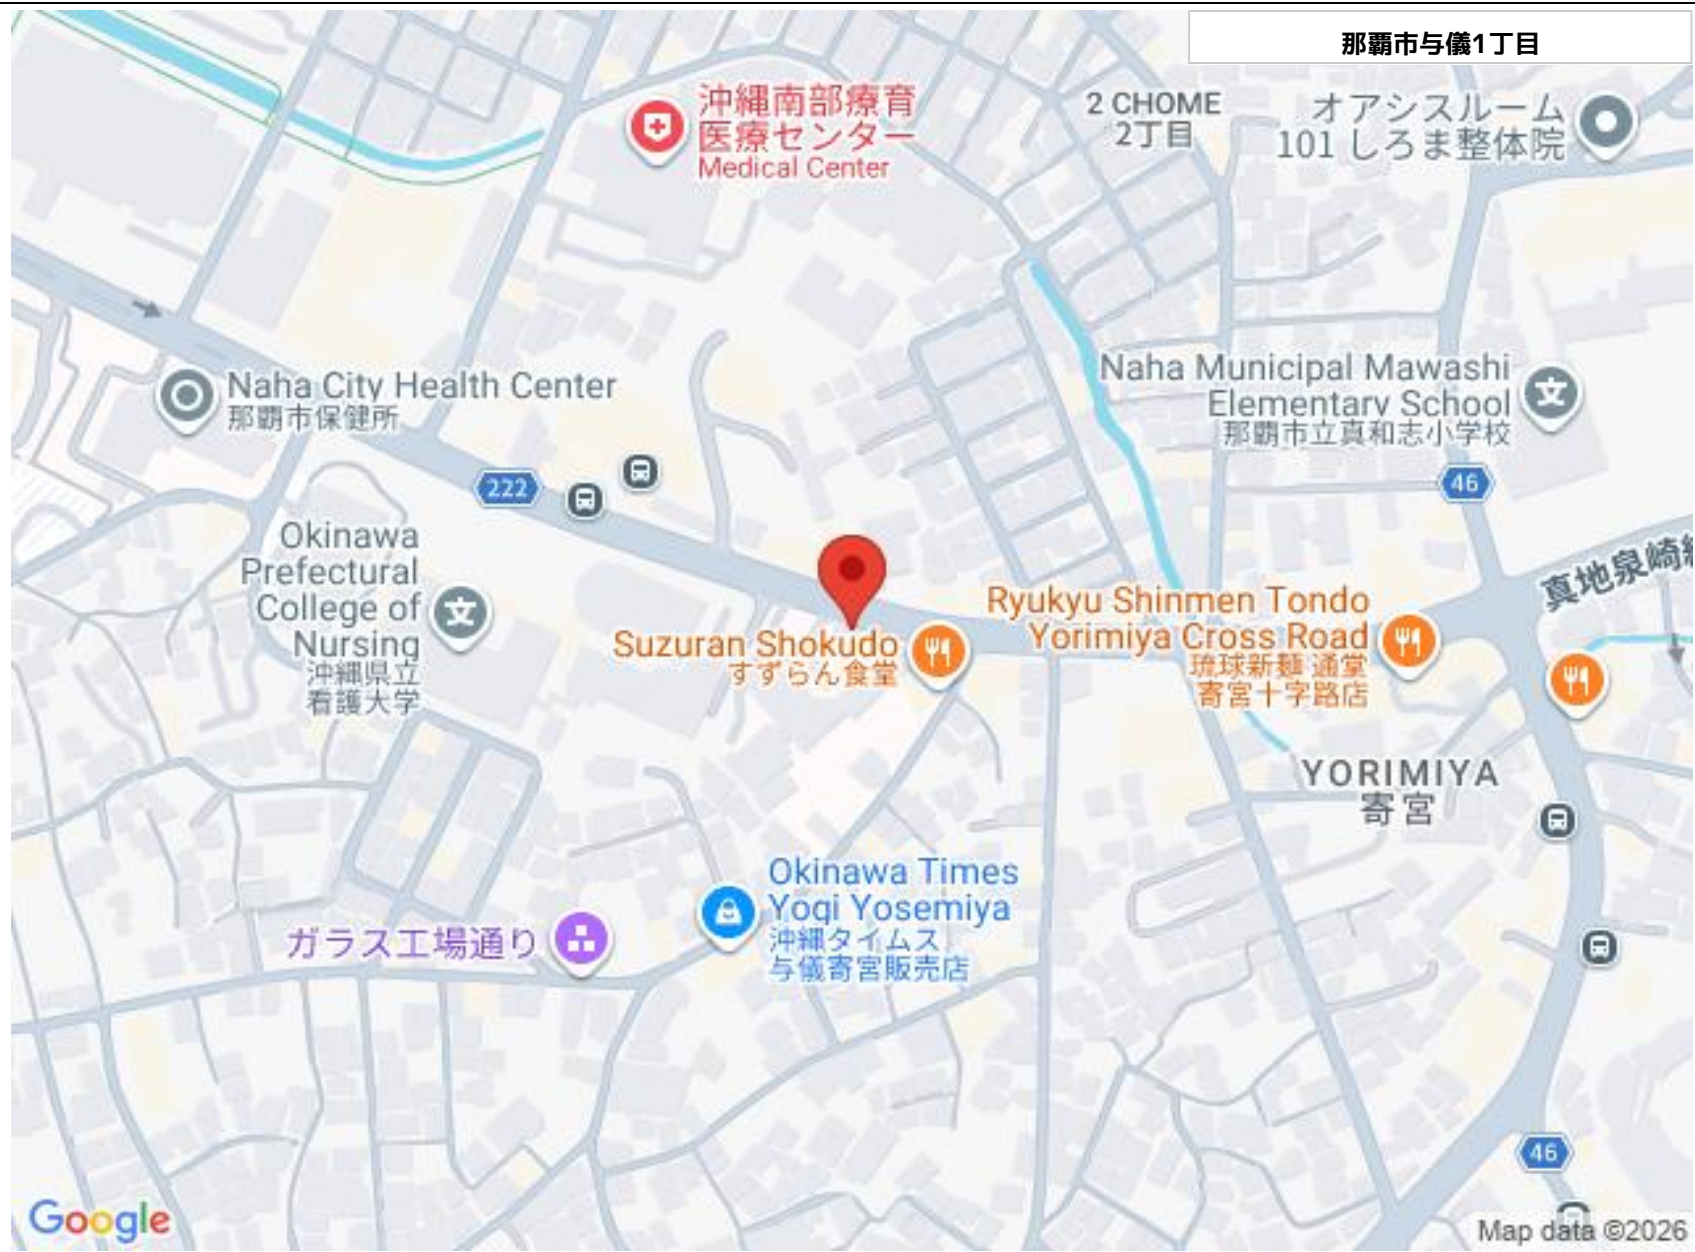 那覇市与儀1丁目
沖縄南部療育
医療センター
Medical Center
2 CHOME
2丁目
オアシスルーム
101 しろま整体院
Naha City Health Center
那覇市保健所
Naha Municipal Mawashi
Elementary School
那覇市立真和志小学校
222
46
Okinawa
Prefectural
College of
Nursing
沖縄県立
看護大学
真地泉崎
Suzuran Shokudo
すずらん食堂
Ryukyu Shinmen Tondo
Yorimiya Cross Road
琉球新麺 通堂
寄宮十字路店
YORIMIYA
寄宮
Okinawa Times
Yogi Yosemiya
沖縄タイムス
与儀寄宮販売店
ガラス工場通り
46
Google
Map data ©2026